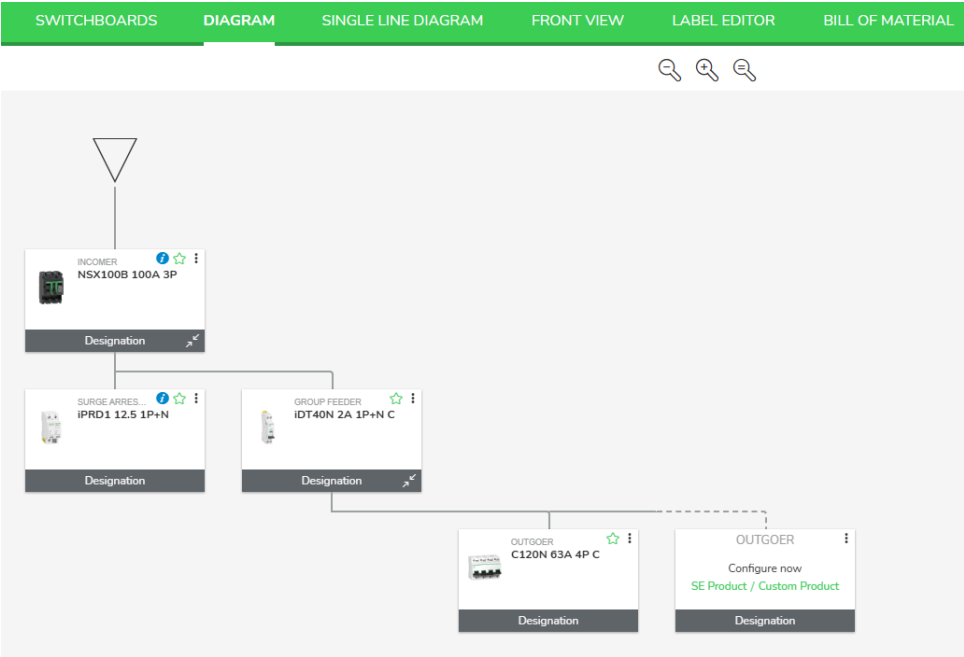 SWITCHBOARDS DIAGRAM SINGLE LINE DIAGRAM FRONT VIEW LABEL EDITOR BILL OF MATERIAL
INCOMER
NSX100B 100A 3P
Designation
SURGE ARRES...
iPRD1 12.5 1P+N
Designation
GROUP FEEDER
iDT40N 2A 1P+N C
Designation
OUTGOER
C120N 63A 4P C
Designation
OUTGOER
Configure now
SE Product / Custom Product
Designation